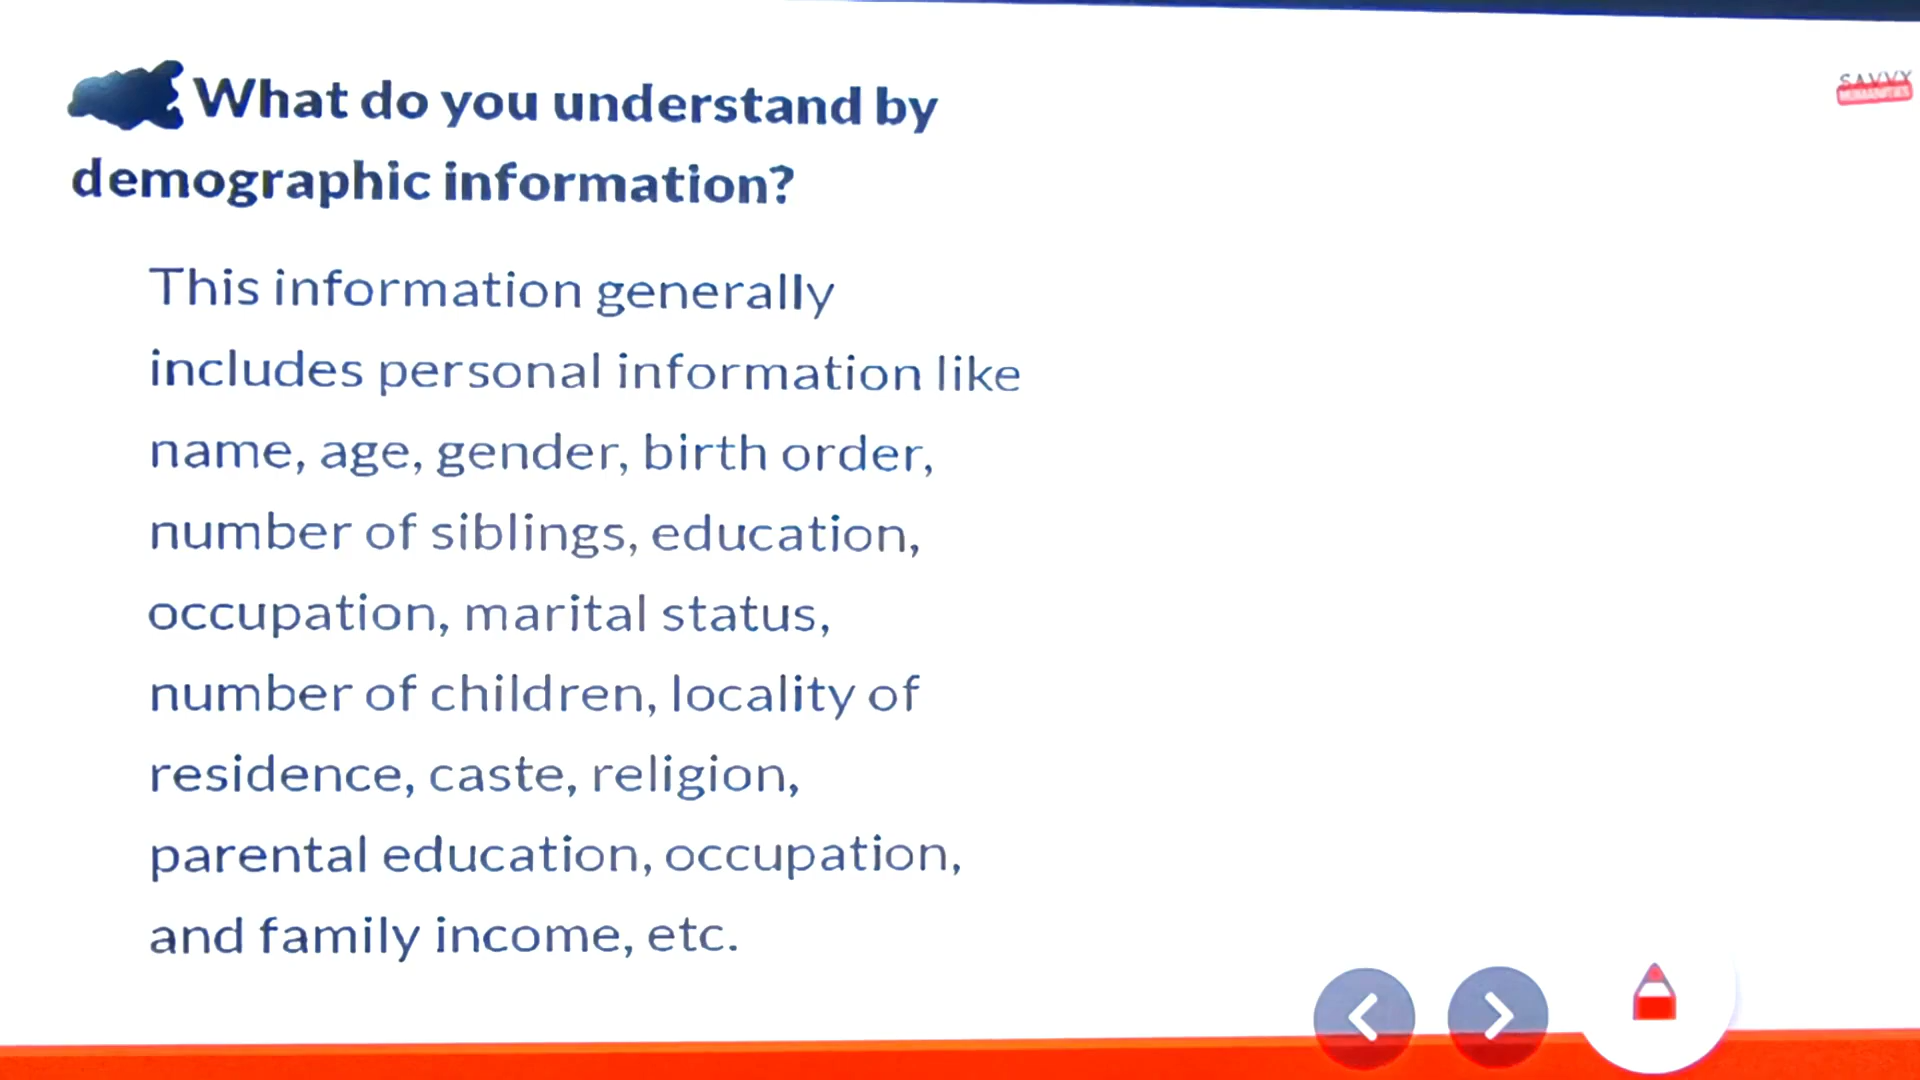 What do you understand by
demographic information?
SAVVY
HUMANITIES
This information generally
includes personal information like
name, age, gender, birth order,
number of siblings, education,
occupation, marital status,
number of children, locality of
residence, caste, religion,
parental education, occupation,
and family income, etc.